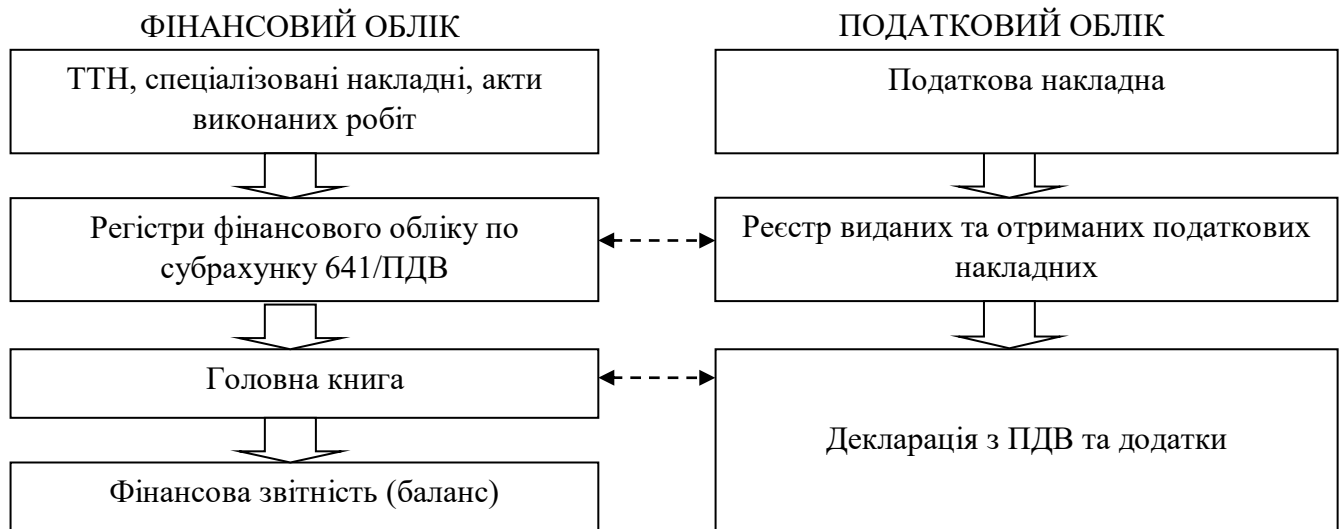 ФІНАНСОВИЙ ОБЛІК
ПОДАТКОВИЙ ОБЛІК
ТТН, спеціалізовані накладні, акти
виконаних робіт
Податкова накладна
Регістри фінансового обліку по
субрахунку 641/ПДВ
Реєстр виданих та отриманих податкових
накладних
Головна книга
Декларація з ПДВ та додатки
Фінансова звітність (баланс)